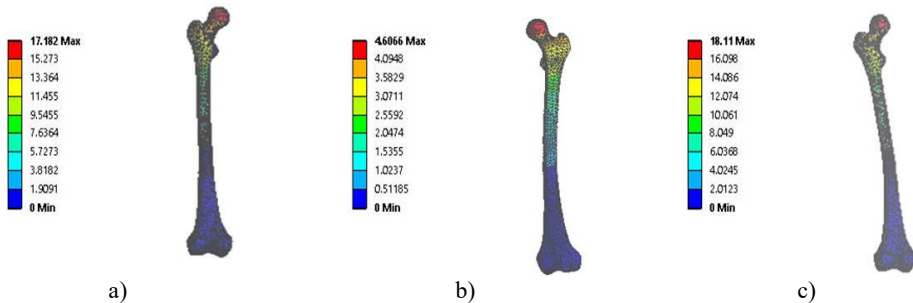 17.182 Max
15.273
13.364
11.455
9.5455
7.6364
5.7273
3.8182
1.9091
0 Min
a)
4.6066 Max
4.0948
3.5829
3.0711
2.5592
2.0474
1.5355
1.0237
0.51185
0 Min
b)
18.11 Max
16.098
14.086
12.074
10.061
8.049
6.0368
4.0245
2.0123
0 Min
c)